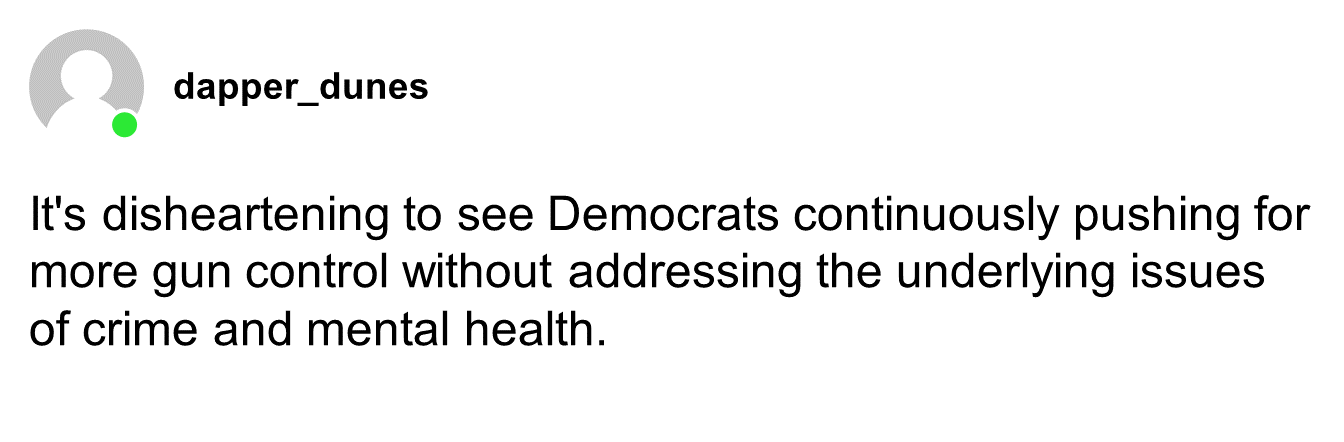 dapper_dunes
It's disheartening to see Democrats continuously pushing for
more gun control without addressing the underlying issues
of crime and mental health.